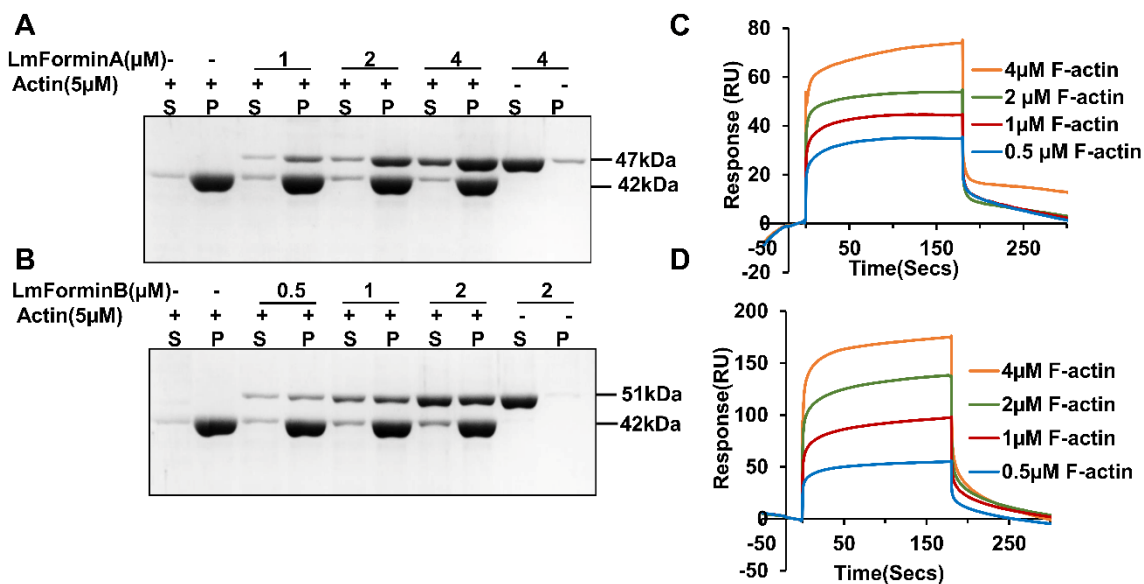 A
LmForminA(µM)- - 1 2 4 4
Actin(5µM) + + + + + + + + - -
S P S P S P S P S P
47kDa
42kDa
B
LmForminB(µM)- - 0.5 1 2 2
Actin(5µM) + + + + + + + + - -
S P S P S P S P S P
51kDa
42kDa
C
Response (RU)
80
60
40
20
0
-20
-50 50 150 250
Time(Secs)
4µM F-actin
2 µM F-actin
1µM F-actin
0.5 µM F-actin
D
Response(RU)
200
150
100
50
0
-50
-50 50 150 250
Time(Secs)
4µM F-actin
2µM F-actin
1µM F-actin
0.5µM F-actin